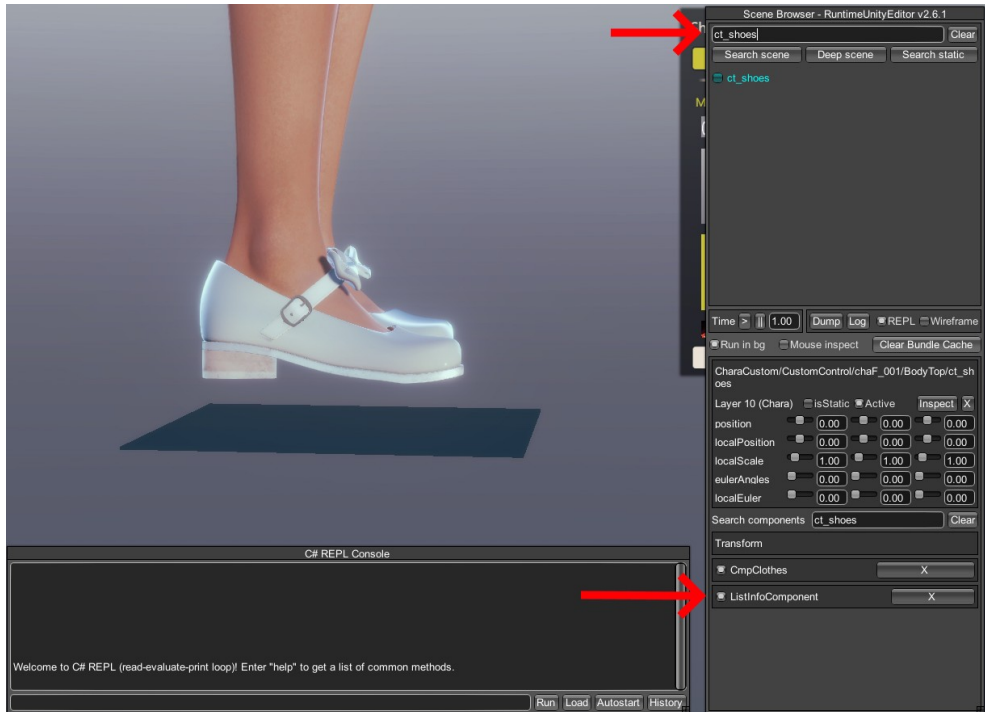 Scene Browser - RuntimeUnityEditor v2.6.1
ct_shoes Clear
Search scene Deep scene Search static
ct_shoes
Time > || 1.00 Dump Log REPL Wireframe
Run in bg Mouse inspect Clear Bundle Cache
CharaCustom/CustomControl/chaF_001/BodyTop/ct_sh
oes
Layer 10 (Chara) isStatic Active Inspect X
position 0.00 0.00 0.00
localPosition 0.00 0.00 0.00
localScale 1.00 1.00 1.00
eulerAngles 0.00 0.00 0.00
localEuler 0.00 0.00 0.00
Search components ct_shoes Clear
Transform
CmpClothes X
ListInfoComponent X
C# REPL Console
Welcome to C# REPL (read-evaluate-print loop)! Enter "help" to get a list of common methods.
Run Load Autostart History